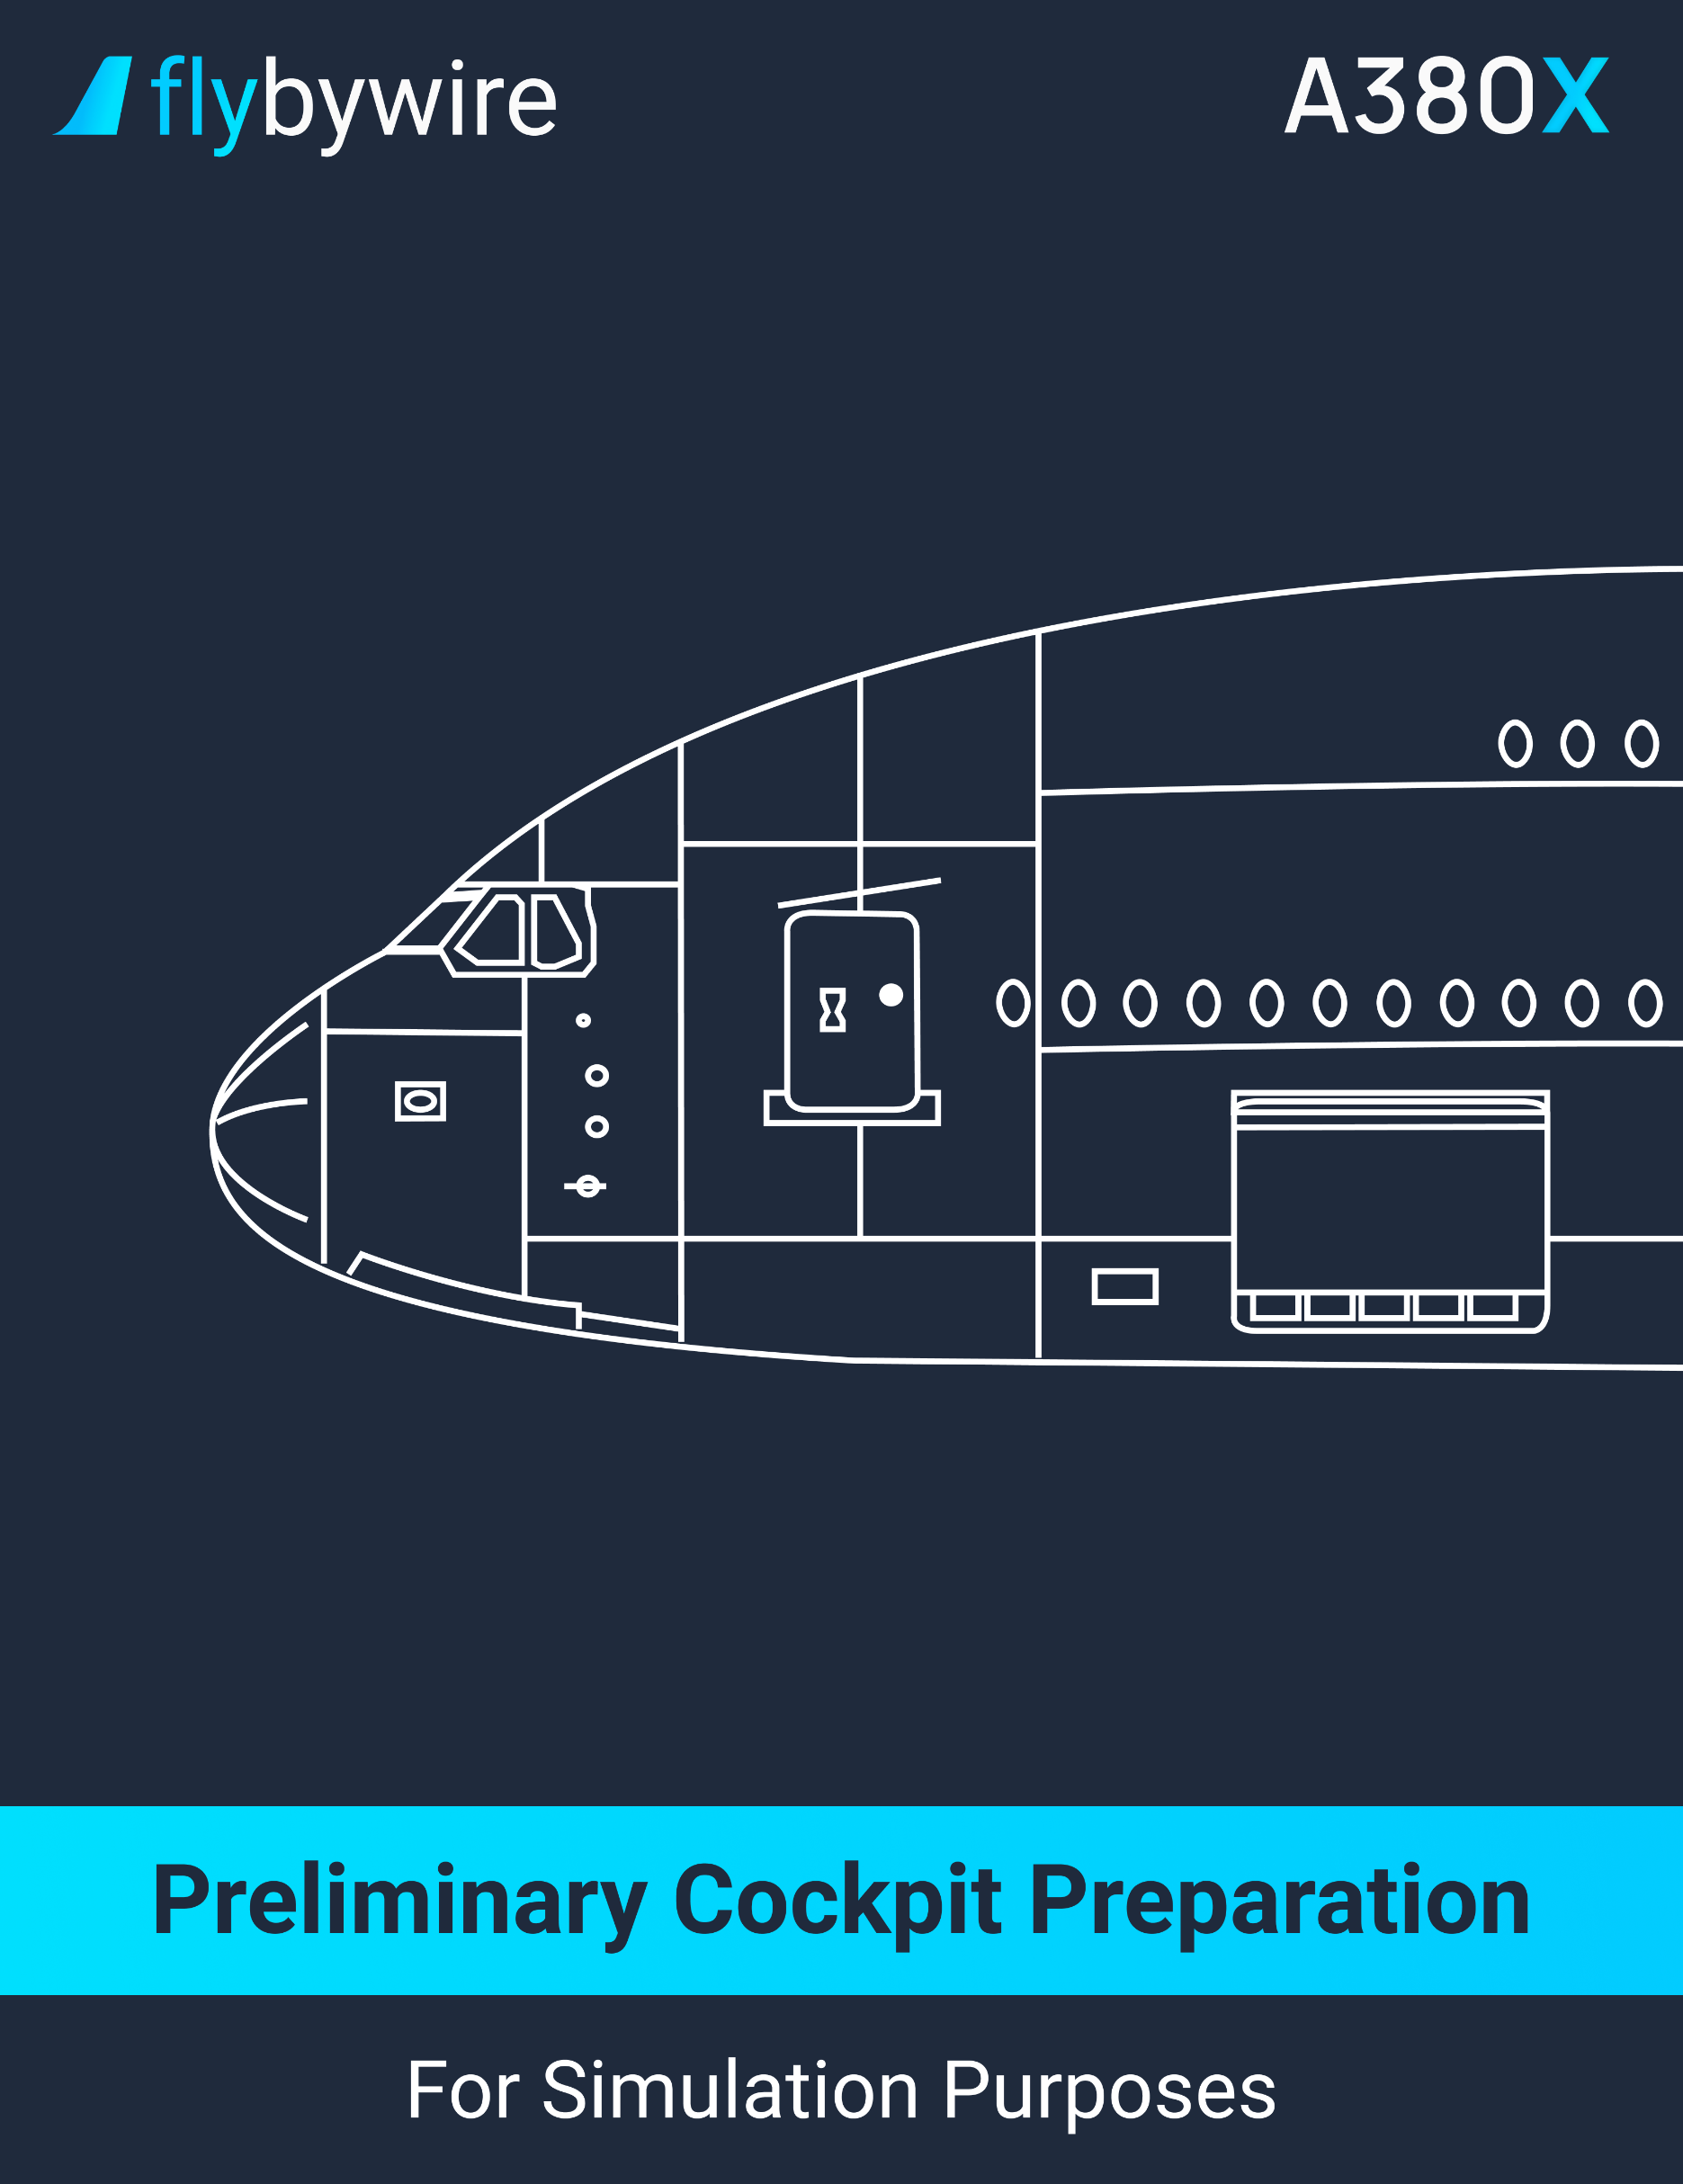 flybywire
A380X
Preliminary Cockpit Preparation
For Simulation Purposes